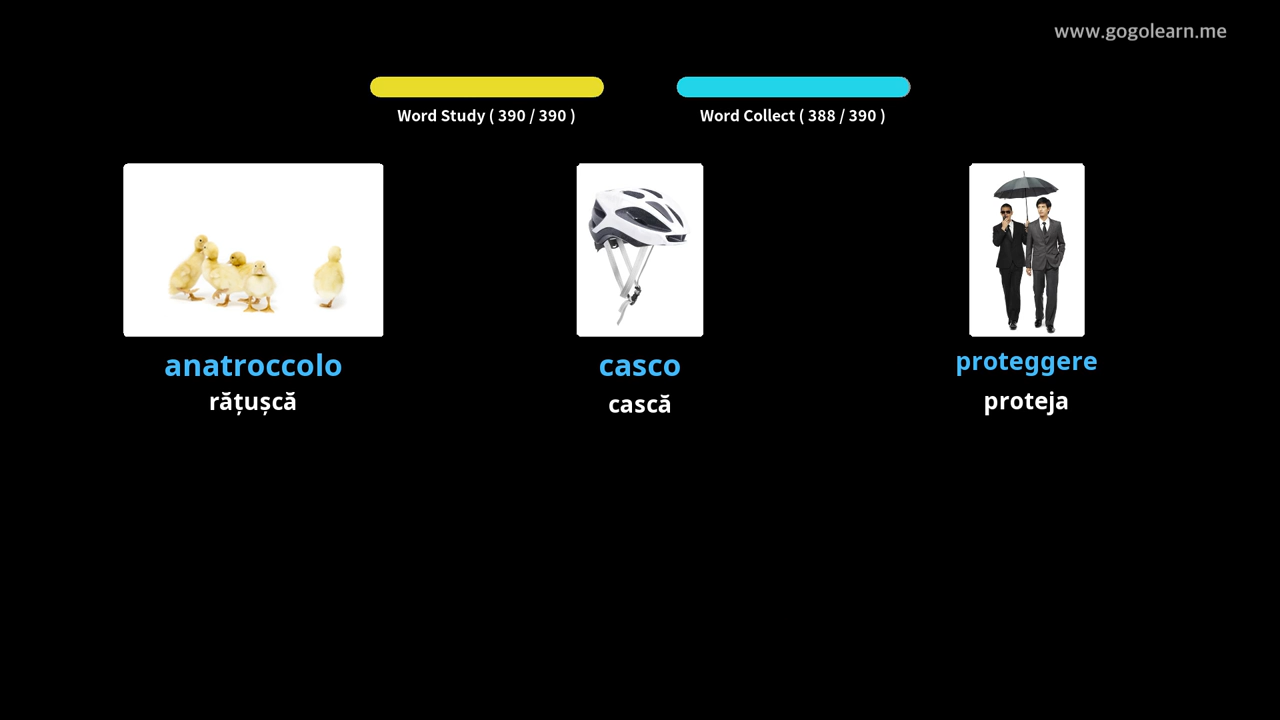 www.gogolearn.me
Word Study ( 390 / 390 )
Word Collect ( 388 / 390 )
anatroccolo
rățușcă
casco
cască
proteggere
proteja